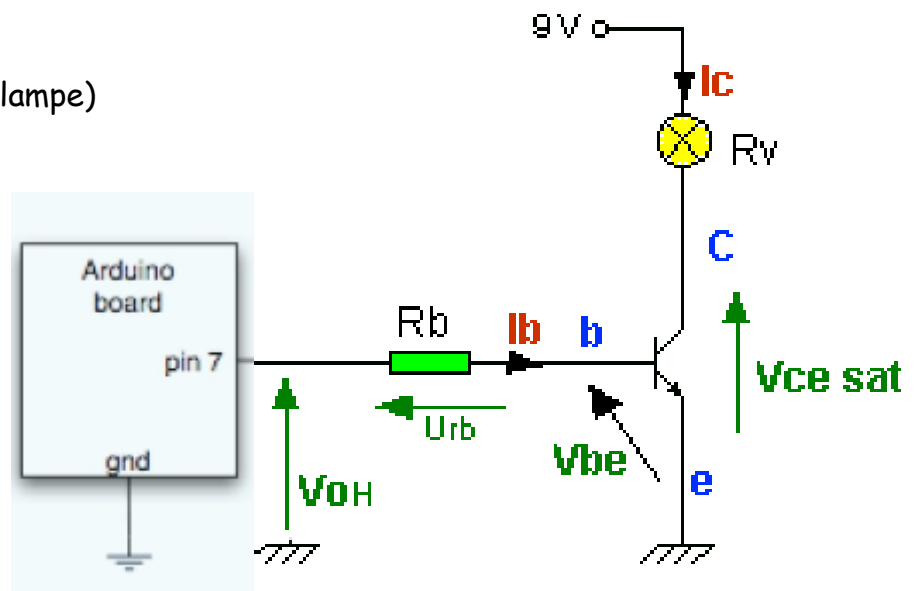 9V
lampe)
Ic
Rv
C
Arduino
board
pin 7
gnd
Rb
Ib
b
Urb
VOH
Vbe
e
Vce sat